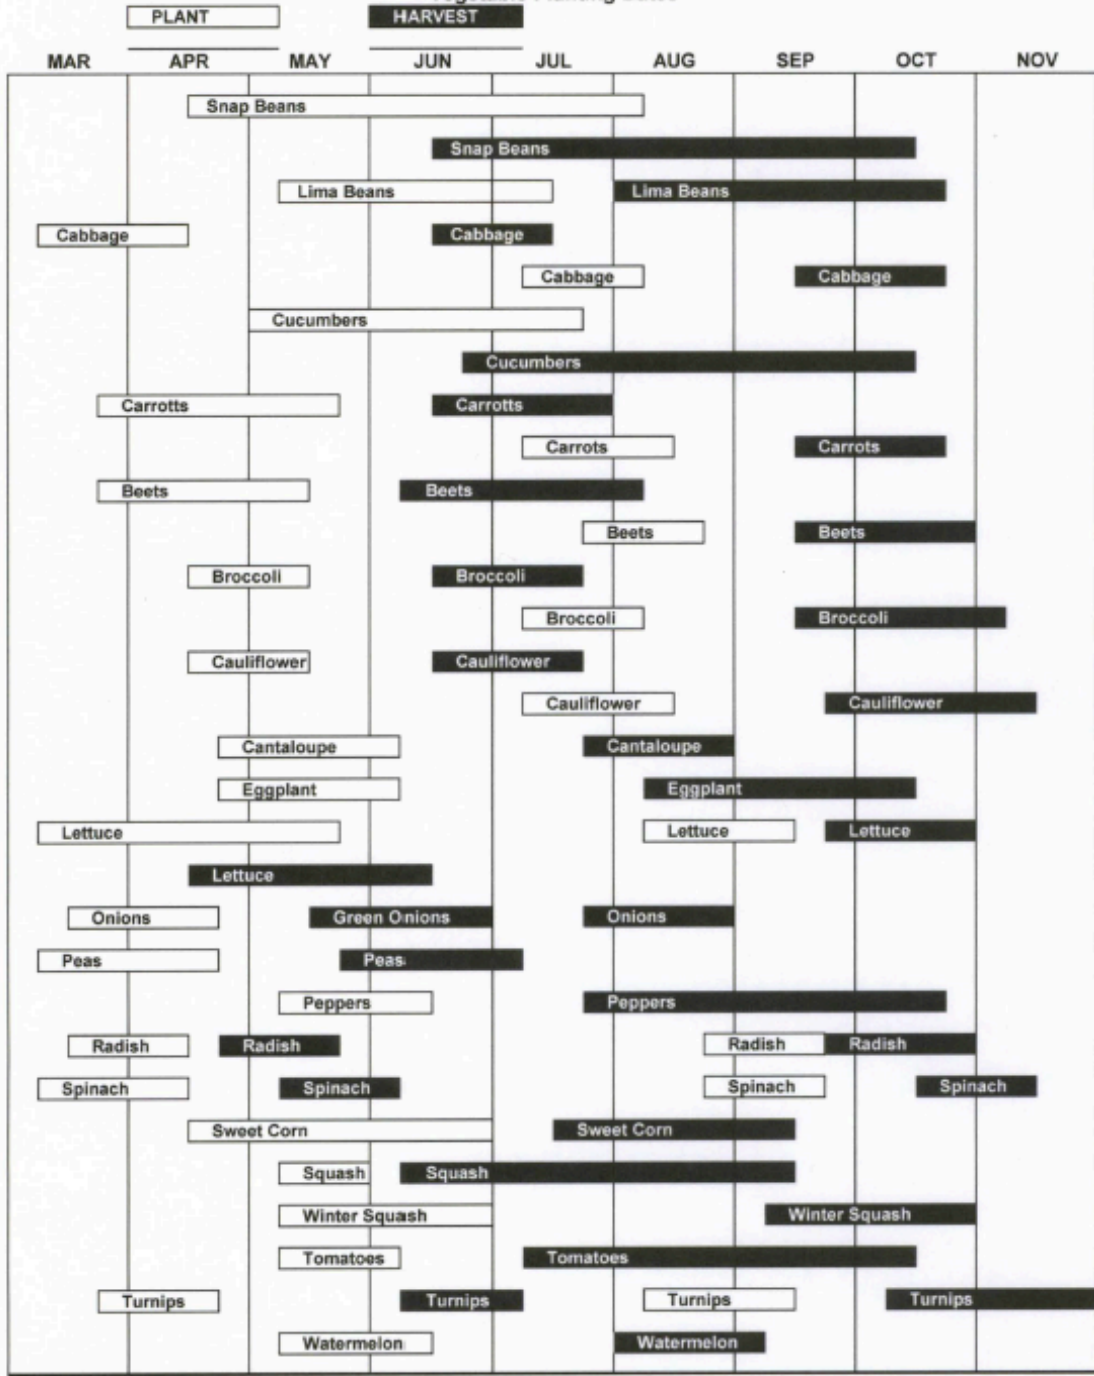 Vegetable Planting Dates
PLANT HARVEST
MAR APR MAY JUN JUL AUG SEP OCT NOV
Snap Beans
Snap Beans
Lima Beans Lima Beans
Cabbage Cabbage
Cabbage Cabbage
Cucumbers
Cucumbers
Carrotts Carrotts
Carrots Carrots
Beets Beets
Beets Beets
Broccoli Broccoli
Broccoli Broccoli
Cauliflower Cauliflower
Cauliflower Cauliflower
Cantaloupe Cantaloupe
Eggplant Eggplant
Lettuce Lettuce Lettuce
Lettuce
Onions Green Onions Onions
Peas Peas
Peppers Peppers
Radish Radish Radish Radish
Spinach Spinach Spinach Spinach
Sweet Corn Sweet Corn
Squash Squash
Winter Squash Winter Squash
Tomatoes Tomatoes
Turnips Turnips Turnips Turnips
Watermelon Watermelon